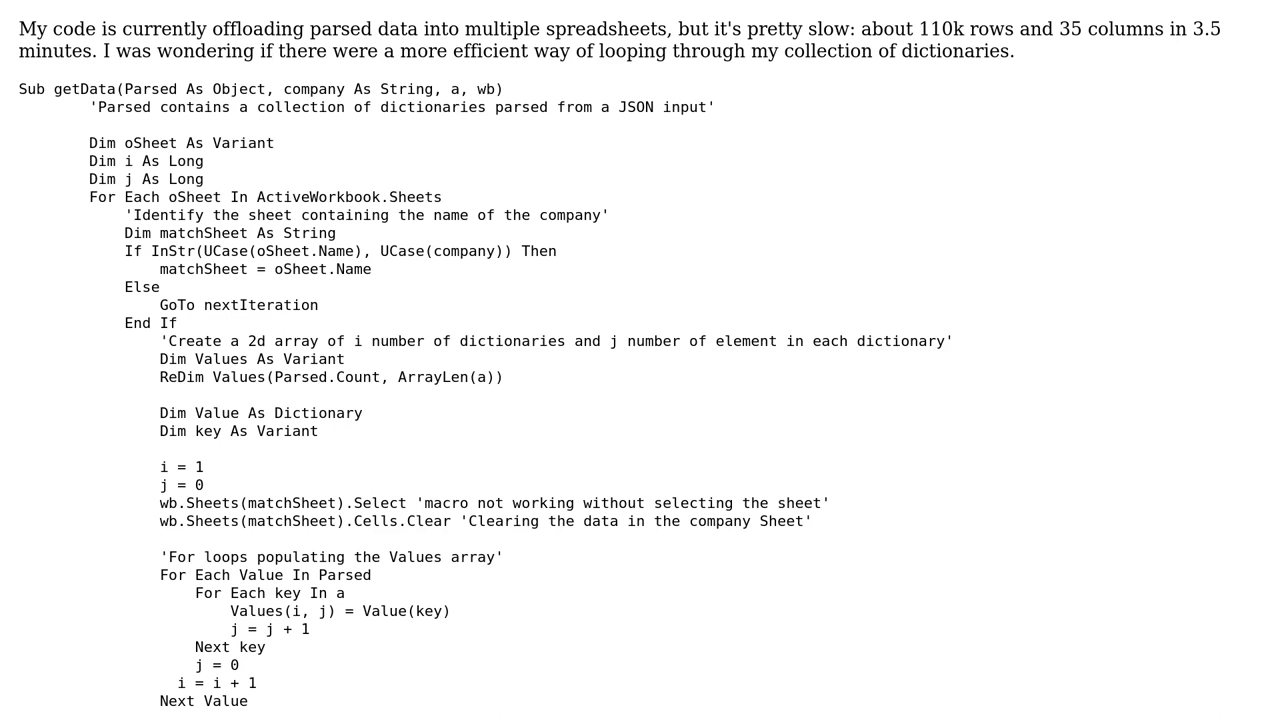 My code is currently offloading parsed data into multiple spreadsheets, but it's pretty slow: about 110k rows and 35 columns in 3.5
minutes. I was wondering if there were a more efficient way of looping through my collection of dictionaries.
Sub getData(Parsed As Object, company As String, a, wb)
'Parsed contains a collection of dictionaries parsed from a JSON input'
Dim oSheet As Variant
Dim i As Long
Dim j As Long
For Each oSheet In ActiveWorkbook.Sheets
'Identify the sheet containing the name of the company'
Dim matchSheet As String
If InStr(UCase(oSheet.Name), UCase(company)) Then
matchSheet = oSheet.Name
Else
GoTo nextIteration
End If
'Create a 2d array of i number of dictionaries and j number of element in each dictionary'
Dim Values As Variant
ReDim Values(Parsed.Count, ArrayLen(a))
Dim Value As Dictionary
Dim key As Variant
i = 1
j = 0
wb.Sheets(matchSheet).Select 'macro not working without selecting the sheet'
wb.Sheets(matchSheet).Cells.Clear 'Clearing the data in the company Sheet'
'For loops populating the Values array'
For Each Value In Parsed
For Each key In a
Values(i, j) = Value(key)
j = j + 1
Next key
j = 0
i = i + 1
Next Value